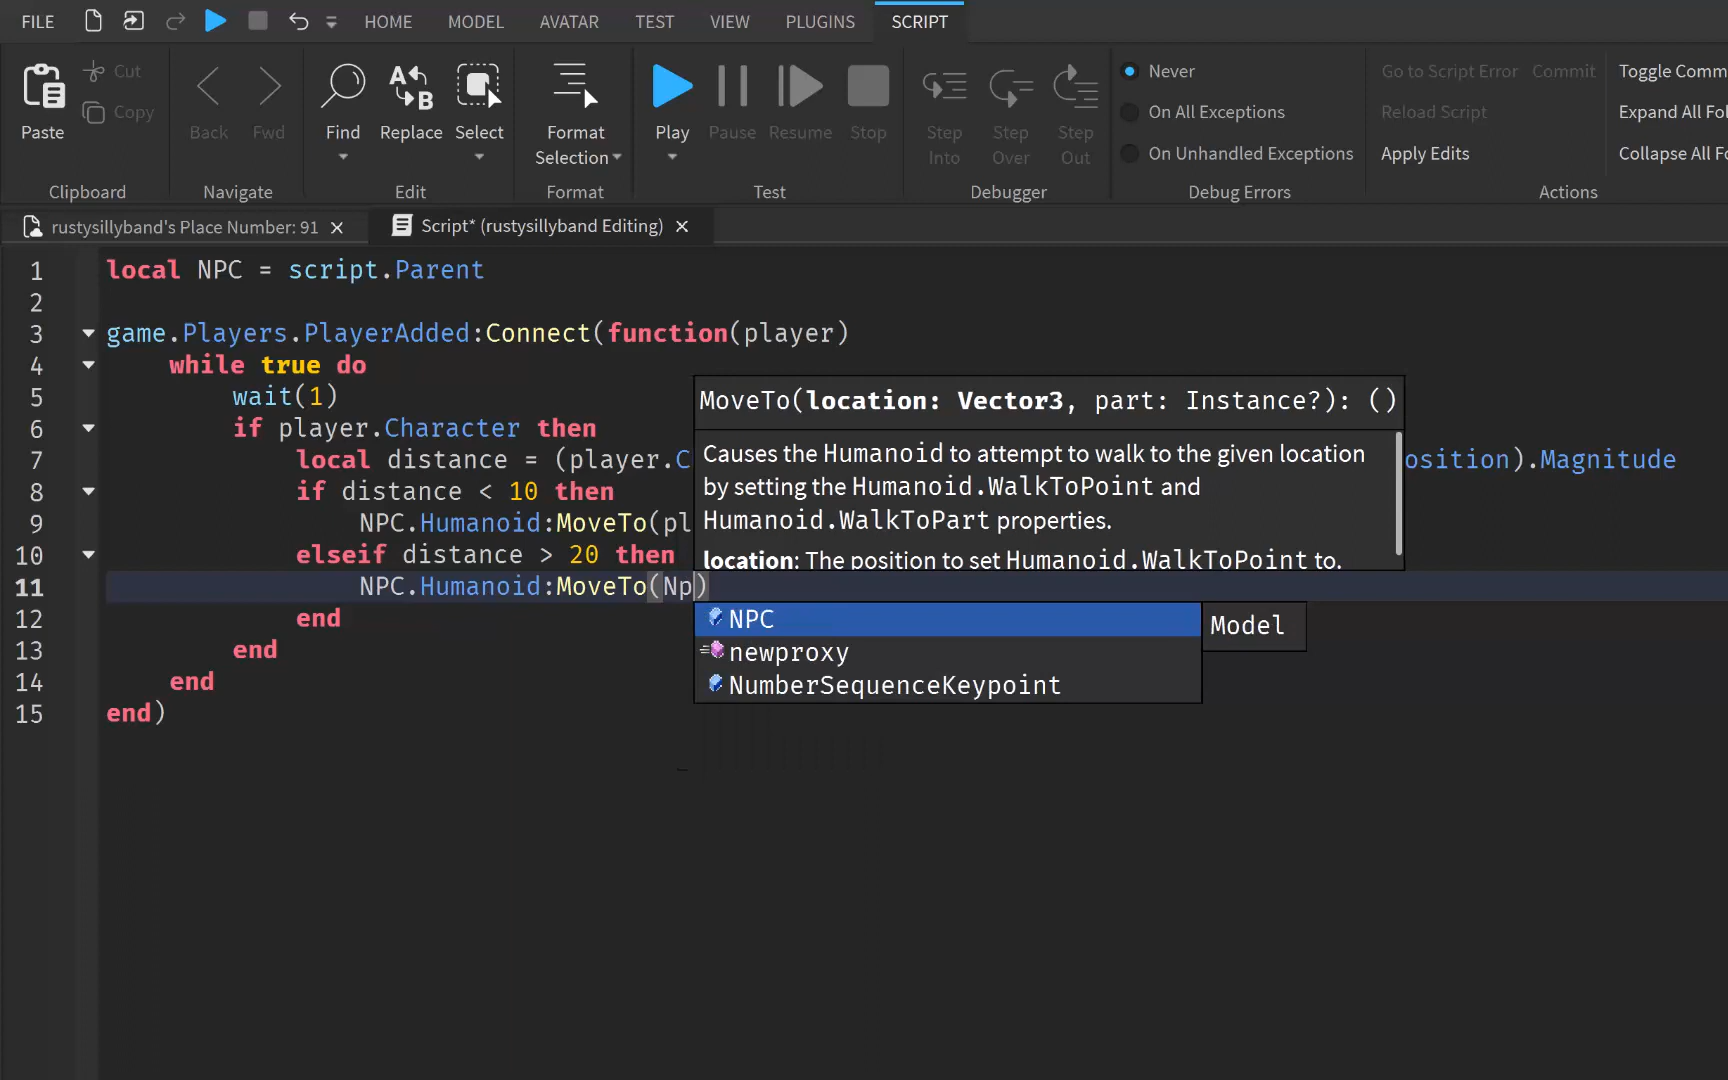 FILE HOME MODEL AVATAR TEST VIEW PLUGINS SCRIPT
Paste Cut Copy Clipboard
Back Fwd Navigate
Find Replace Select Edit
Format Selection Format
Play Pause Resume Stop Test
Step Into Step Over Step Out Debugger
Never
On All Exceptions
On Unhandled Exceptions
Debug Errors
Go to Script Error Commit Toggle Comm
Reload Script Expand All Fol
Apply Edits Collapse All Fo
Actions
rustysillyband's Place Number: 91 Script* (rustysillyband Editing)
1 local NPC = script.Parent
2
3 game.Players.PlayerAdded:Connect(function(player)
4 while true do
5 wait(1)
6 if player.Character then
7 local distance = (player.C osition).Magnitude
8 if distance < 10 then
9 NPC.Humanoid:MoveTo(pl
10 elseif distance > 20 then
11 NPC.Humanoid:MoveTo(Np)
12 end
13 end
14 end
15 end)
MoveTo(location: Vector3, part: Instance?): ()
Causes the Humanoid to attempt to walk to the given location
by setting the Humanoid.WalkToPoint and
Humanoid.WalkToPart properties.
location: The position to set Humanoid.WalkToPoint to.
NPC Model
newproxy
NumberSequenceKeypoint